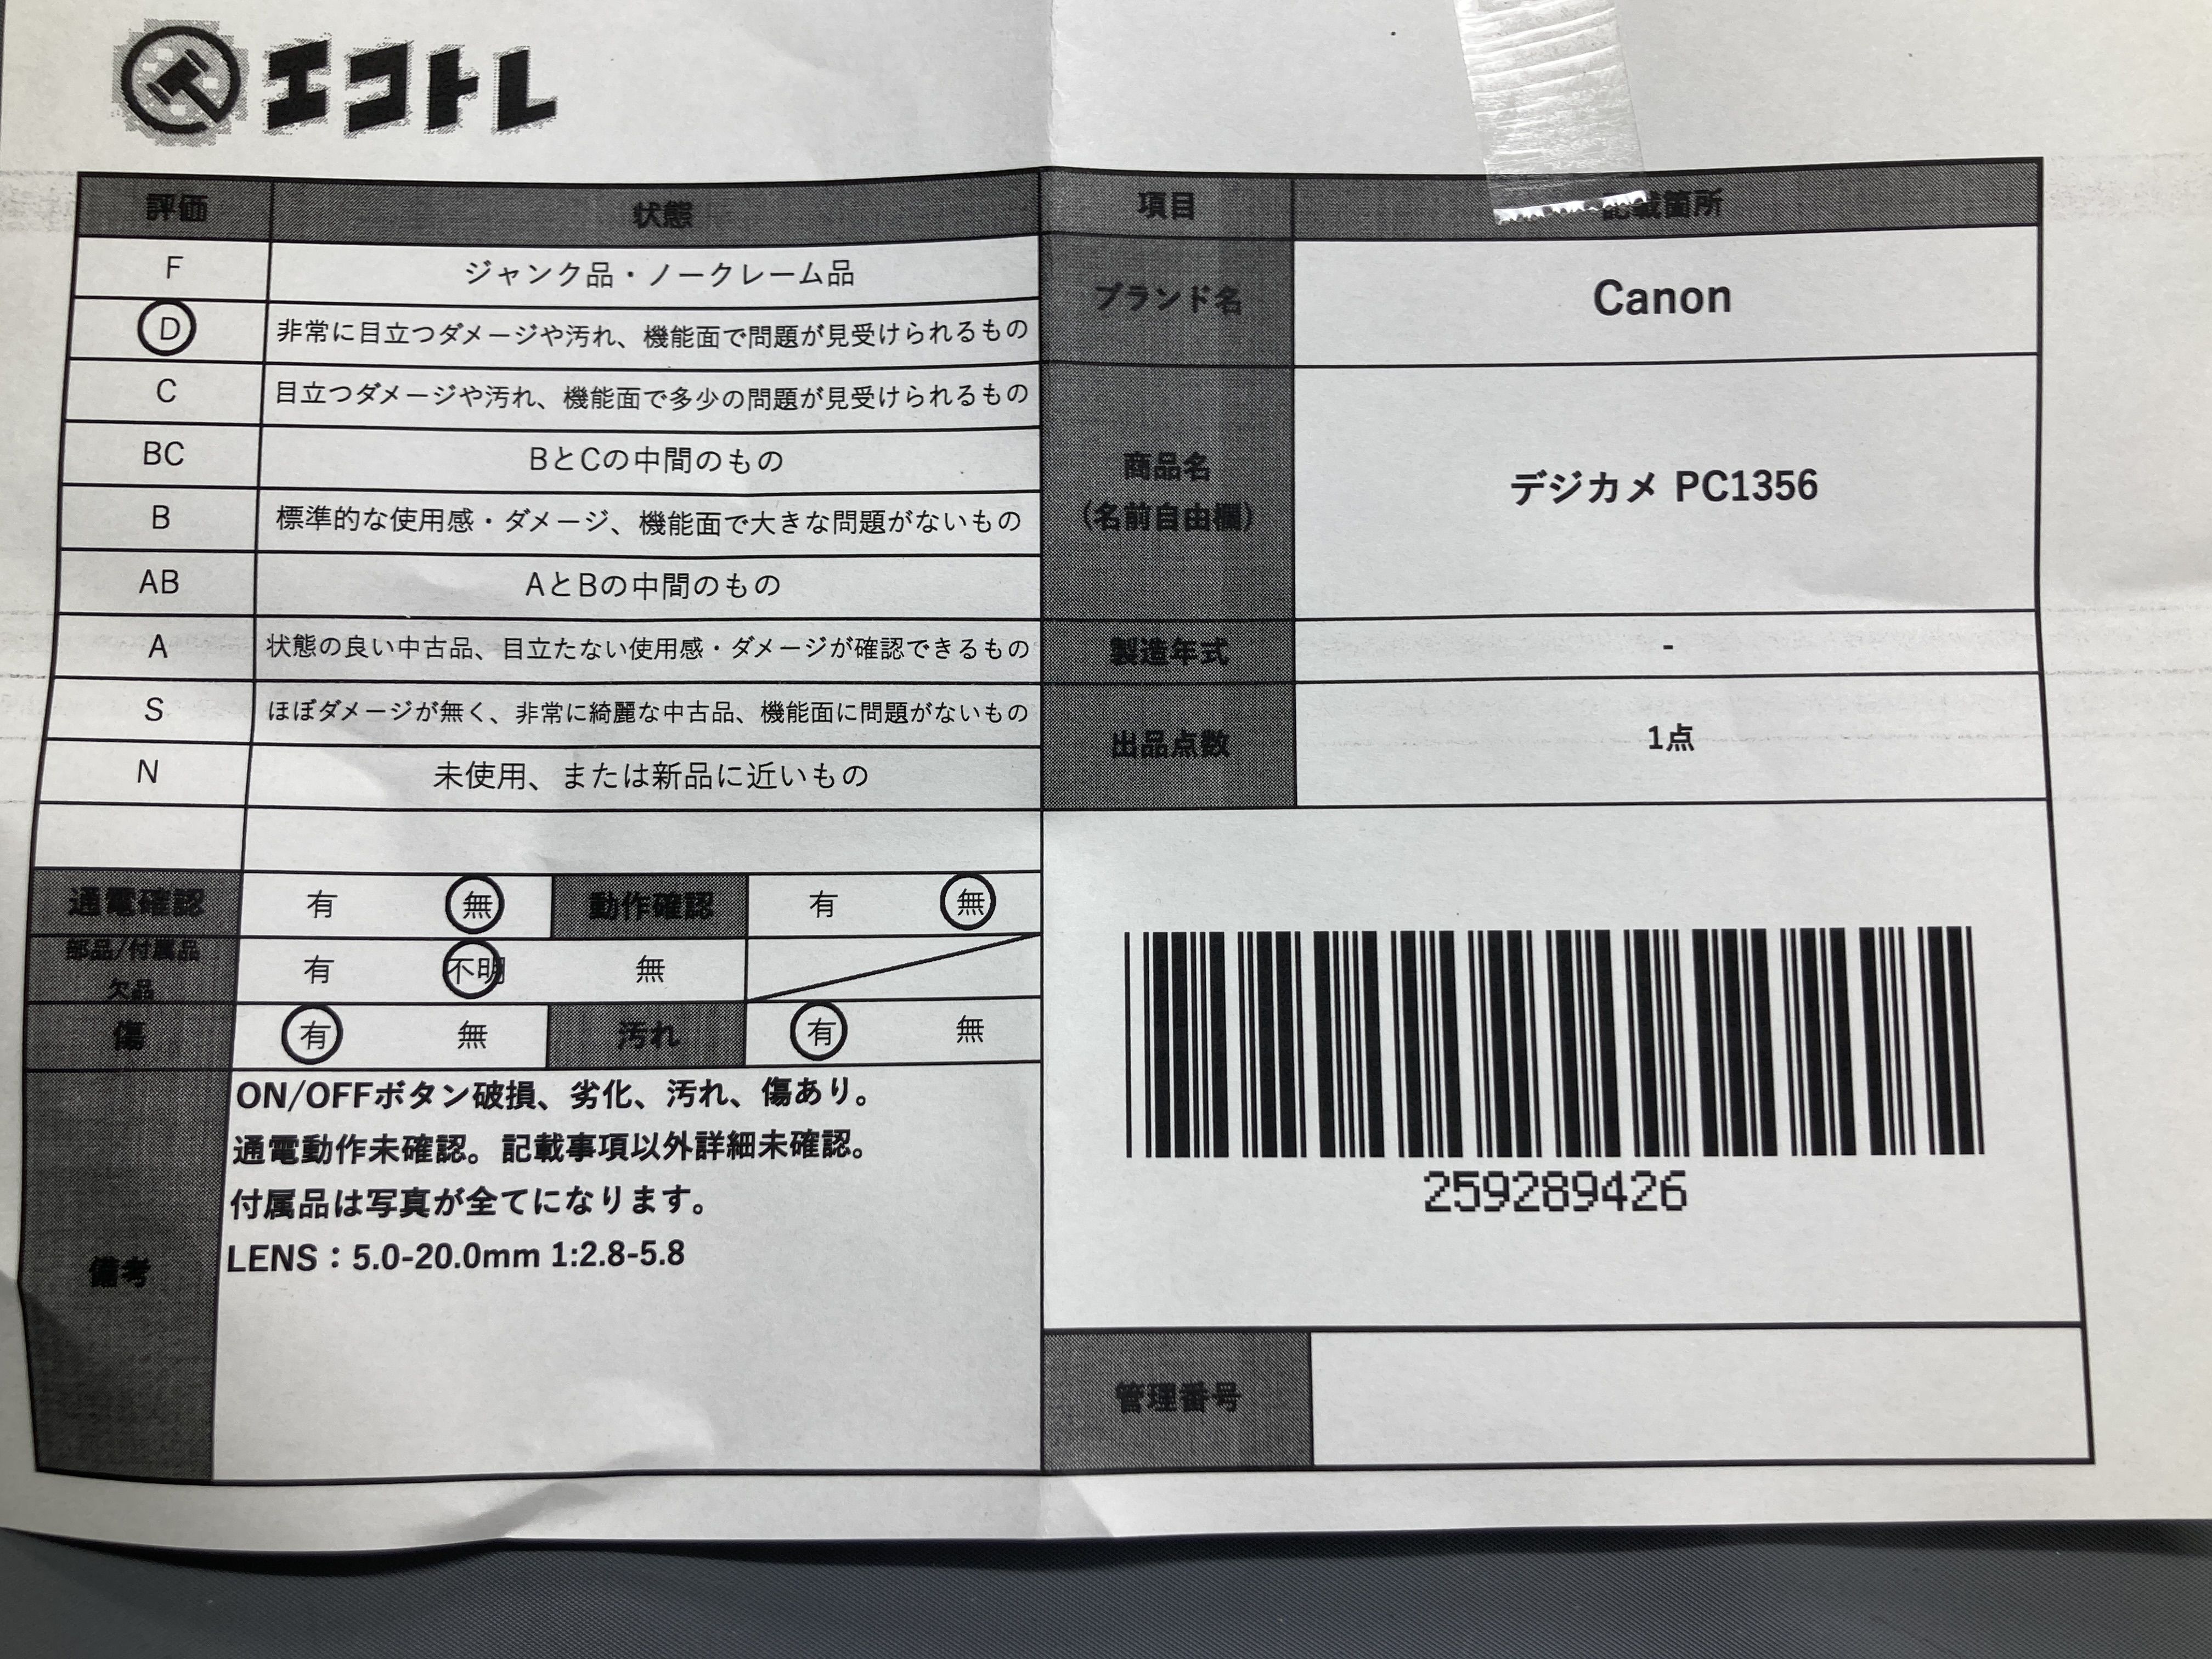 エコトレ
評価 状態
F ジャンク品・ノークレーム品
D 非常に目立つダメージや汚れ、機能面で問題が見受けられるもの
C 目立つダメージや汚れ、機能面で多少の問題が見受けられるもの
BC BとCの中間のもの
B 標準的な使用感・ダメージ、機能面で大きな問題がないもの
AB AとBの中間のもの
A 状態の良い中古品、目立たない使用感・ダメージが確認できるもの
S ほぼダメージが無く、非常に綺麗な中古品、機能面に問題がないもの
N 未使用、または新品に近いもの
通電確認 有 無 動作確認 有 無
部品/付属品
欠品 有 不明 無
傷 有 無 汚れ 有 無
備考
ON/OFFボタン破損、劣化、汚れ、傷あり。
通電動作未確認。記載事項以外詳細未確認。
付属品は写真が全てになります。
LENS：5.0-20.0mm 1:2.8-5.8
項目 記載箇所
ブランド名 Canon
商品名
(名前自由欄) デジカメ PC1356
製造年式 -
出品点数 1点
259289426
管理番号